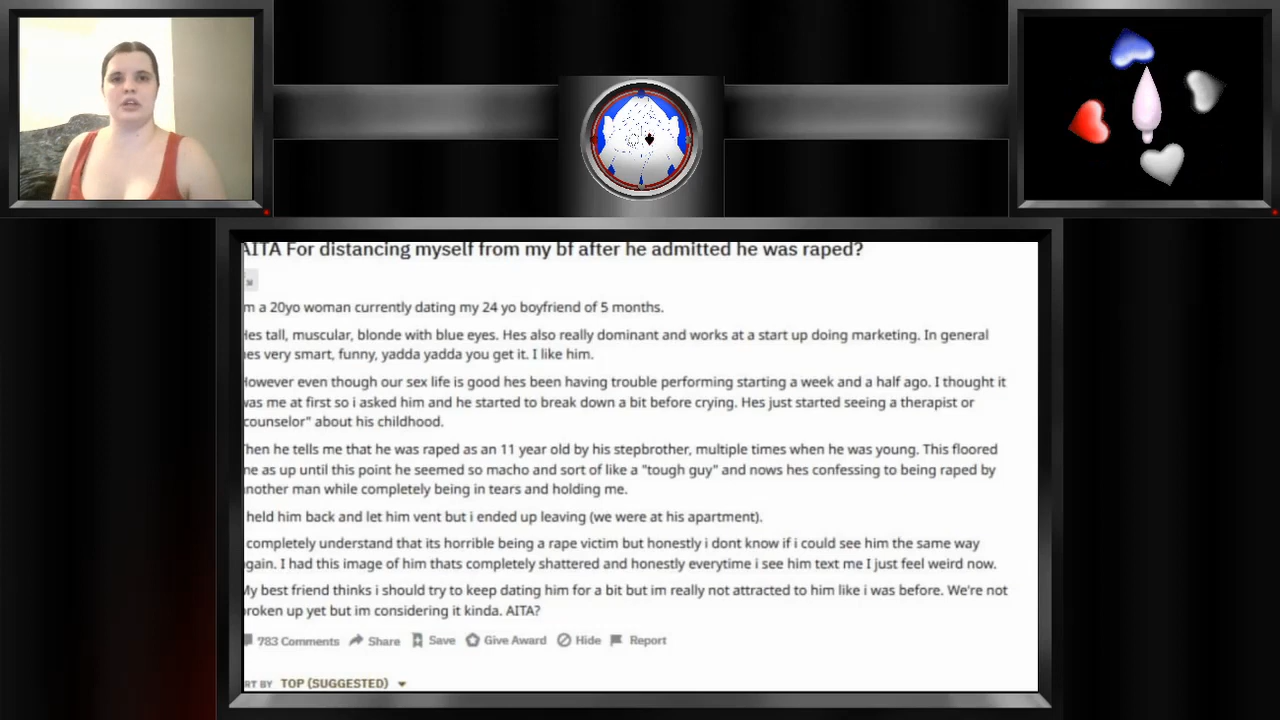 AITA For distancing myself from my bf after he admitted he was raped?
m a 20yo woman currently dating my 24 yo boyfriend of 5 months.
Hes tall, muscular, blonde with blue eyes. Hes also really dominant and works at a start up doing marketing. In general
hes very smart, funny, yadda yadda you get it. I like him.
However even though our sex life is good hes been having trouble performing starting a week and a half ago. I thought it
was me at first so i asked him and he started to break down a bit before crying. Hes just started seeing a therapist or
counselor" about his childhood.
Then he tells me that he was raped as an 11 year old by his stepbrother, multiple times when he was young. This floored
me as up until this point he seemed so macho and sort of like a "tough guy" and nows hes confessing to being raped by
another man while completely being in tears and holding me.
held him back and let him vent but i ended up leaving (we were at his apartment).
completely understand that its horrible being a rape victim but honestly i dont know if i could see him the same way
again. I had this image of him thats completely shattered and honestly everytime i see him text me I just feel weird now.
My best friend thinks i should try to keep dating him for a bit but im really not attracted to him like i was before. We're not
broken up yet but im considering it kinda. AITA?
783 Comments Share Save Give Award Hide Report
RT BY TOP (SUGGESTED)